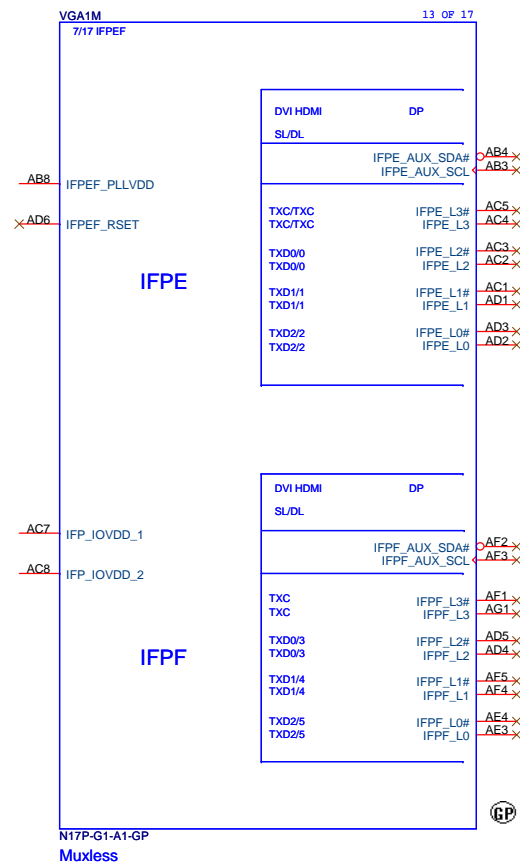 VGA1M 13 OF 17
7/17 IFPEF
DVI HDMI DP
SL/DL
IFPE_AUX_SDA# AB4
IFPE_AUX_SCL AB3
AB8 IFPEF_PLLVDD
TXC/TXC IFPE_L3# AC5
AD6 IFPEF_RSET TXC/TXC IFPE_L3 AC4
TXD0/0 IFPE_L2# AC3
TXD0/0 IFPE_L2 AC2
IFPE
TXD1/1 IFPE_L1# AC1
TXD1/1 IFPE_L1 AD1
TXD2/2 IFPE_L0# AD3
TXD2/2 IFPE_L0 AD2
DVI HDMI DP
SL/DL
AC7 IFP_IOVDD_1
IFPF_AUX_SDA# AF2
IFPF_AUX_SCL AF3
AC8 IFP_IOVDD_2
TXC IFPF_L3# AF1
TXC IFPF_L3 AG1
TXD0/3 IFPF_L2# AD5
TXD0/3 IFPF_L2 AD4
IFPF
TXD1/4 IFPF_L1# AF5
TXD1/4 IFPF_L1 AF4
TXD2/5 IFPF_L0# AE4
TXD2/5 IFPF_L0 AE3
GP
N17P-G1-A1-GP
Muxless